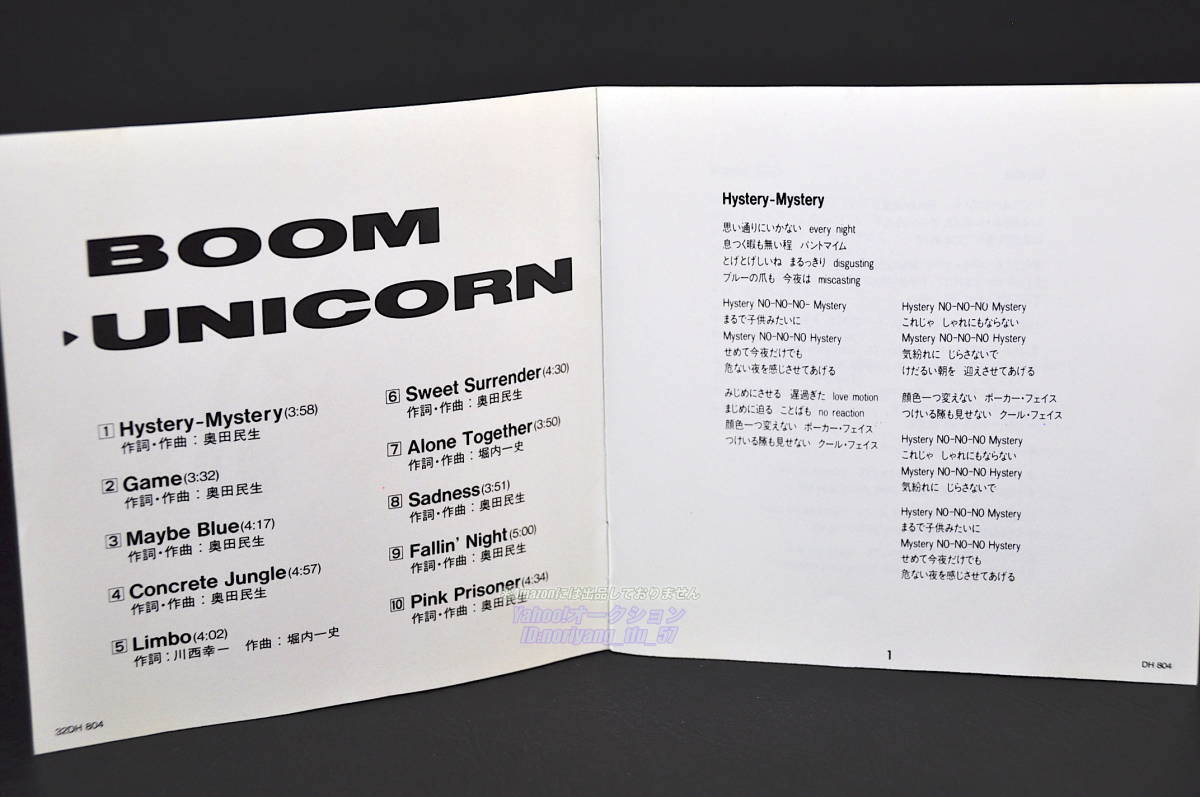 BOOM
▶UNICORN
1 Hystery-Mystery(3:58)
作詞・作曲：奥田民生
2 Game(3:32)
作詞・作曲：奥田民生
3 Maybe Blue(4:17)
作詞・作曲：奥田民生
4 Concrete Jungle(4:57)
作詞・作曲：奥田民生
5 Limbo(4:02)
作詞：川西幸一 作曲：堀内一史
6 Sweet Surrender(4:30)
作詞・作曲：奥田民生
7 Alone Together(3:50)
作詞・作曲：堀内一史
8 Sadness(3:51)
作詞・作曲：奥田民生
9 Fallin' Night(5:00)
作詞・作曲：奥田民生
10 Pink Prisoner(4:34)
作詞・作曲：奥田民生
32DH 804
Hystery-Mystery
思い通りにいかない every night
息つく暇も無い程 パントマイム
とげとげしいね まるっきり disgusting
ブルーの爪も 今夜は miscasting
Hystery NO-NO-NO- Mystery
まるで子供みたいに
Mystery NO-NO-NO Hystery
せめて今夜だけでも
危ない夜を感じさせてあげる
みじめにさせる 遅過ぎた love motion
まじめに迫る ことばも no reaction
顔色一つ変えない ポーカー・フェイス
つけいる隊も見せない クール・フェイス
Hystery NO-NO-NO Mystery
これじゃ しゃれにもならない
Mystery NO-NO-NO Hystery
気紛れに じらさないで
けだるい朝を 迎えさせてあげる
顔色一つ変えない ポーカー・フェイス
つけいる隊も見せない クール・フェイス
Hystery NO-NO-NO Mystery
これじゃ しゃれにもならない
Mystery NO-NO-NO Hystery
気紛れに じらさないで
Hystery NO-NO-NO Mystery
まるで子供みたいに
Mystery NO-NO-NO Hystery
せめて今夜だけでも
危ない夜を感じさせてあげる
1
DH 804
※Amazonには出品しておりません
Yahoo!オークション
ID:noriyang_tfu_57